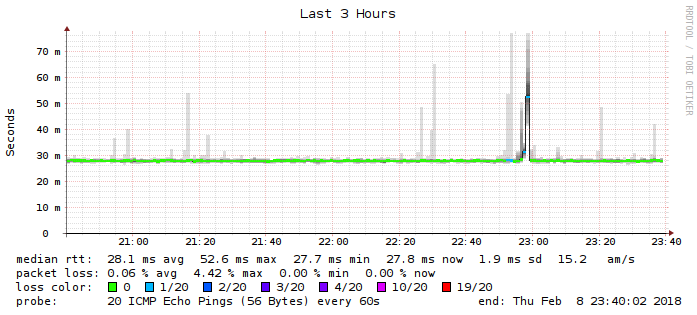 Last 3 Hours
RRDTOOL / TOBI OETIKER
Seconds
70 m
60 m
50 m
40 m
30 m
20 m
10 m
0
21:00 21:20 21:40 22:00 22:20 22:40 23:00 23:20 23:40
median rtt: 28.1 ms avg 52.6 ms max 27.7 ms min 27.8 ms now 1.9 ms sd 15.2 am/s
packet loss: 0.06 % avg 4.42 % max 0.00 % min 0.00 % now
loss color: 0 1/20 2/20 3/20 4/20 10/20 19/20
probe: 20 ICMP Echo Pings (56 Bytes) every 60s end: Thu Feb 8 23:40:02 2018